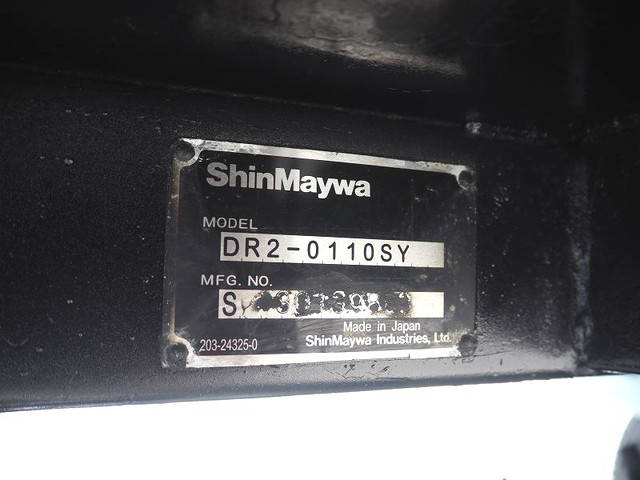 ShinMaywa
MODEL
DR2-0110SY
MFG. NO.
Made in Japan
203-24325-0
ShinMaywa Industries, Ltd.